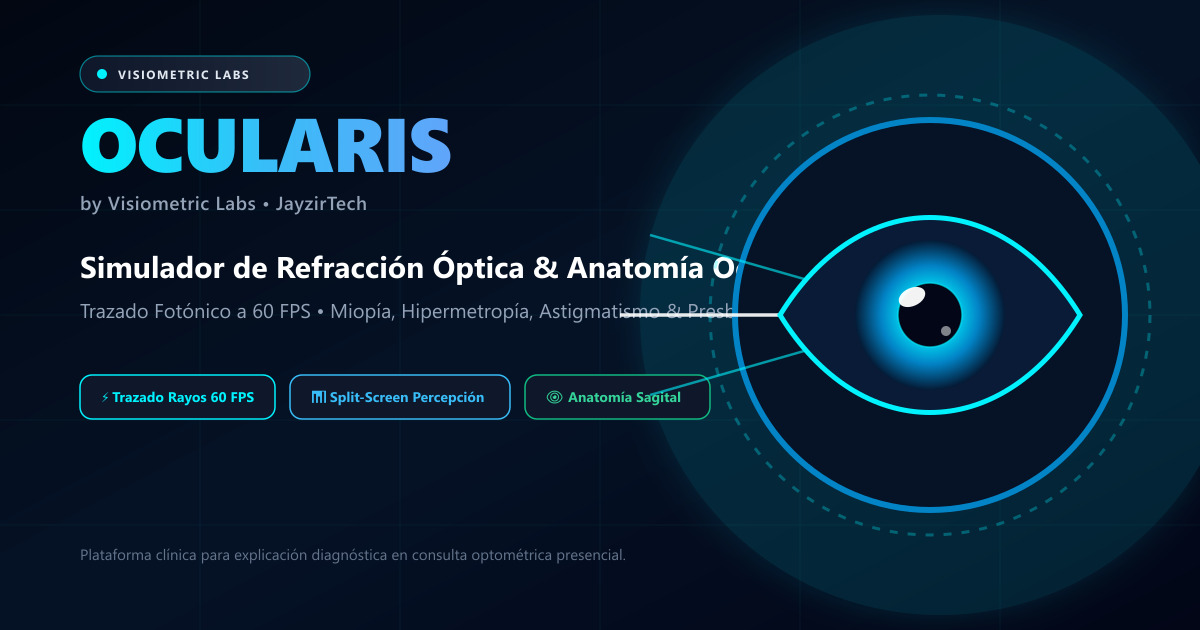 VISIOMETRIC LABS
OCULARIS
by Visiometric Labs • JayzirTech
Simulador de Refracción Óptica & Anatomía
Trazado Fotónico a 60 FPS • Miopía, Hipermetropía, Astigmatismo &
⚡ Trazado Rayos 60 FPS
Split-Screen Percepción
Anatomía Sagital
Plataforma clínica para explicación diagnóstica en consulta optométrica presencial.